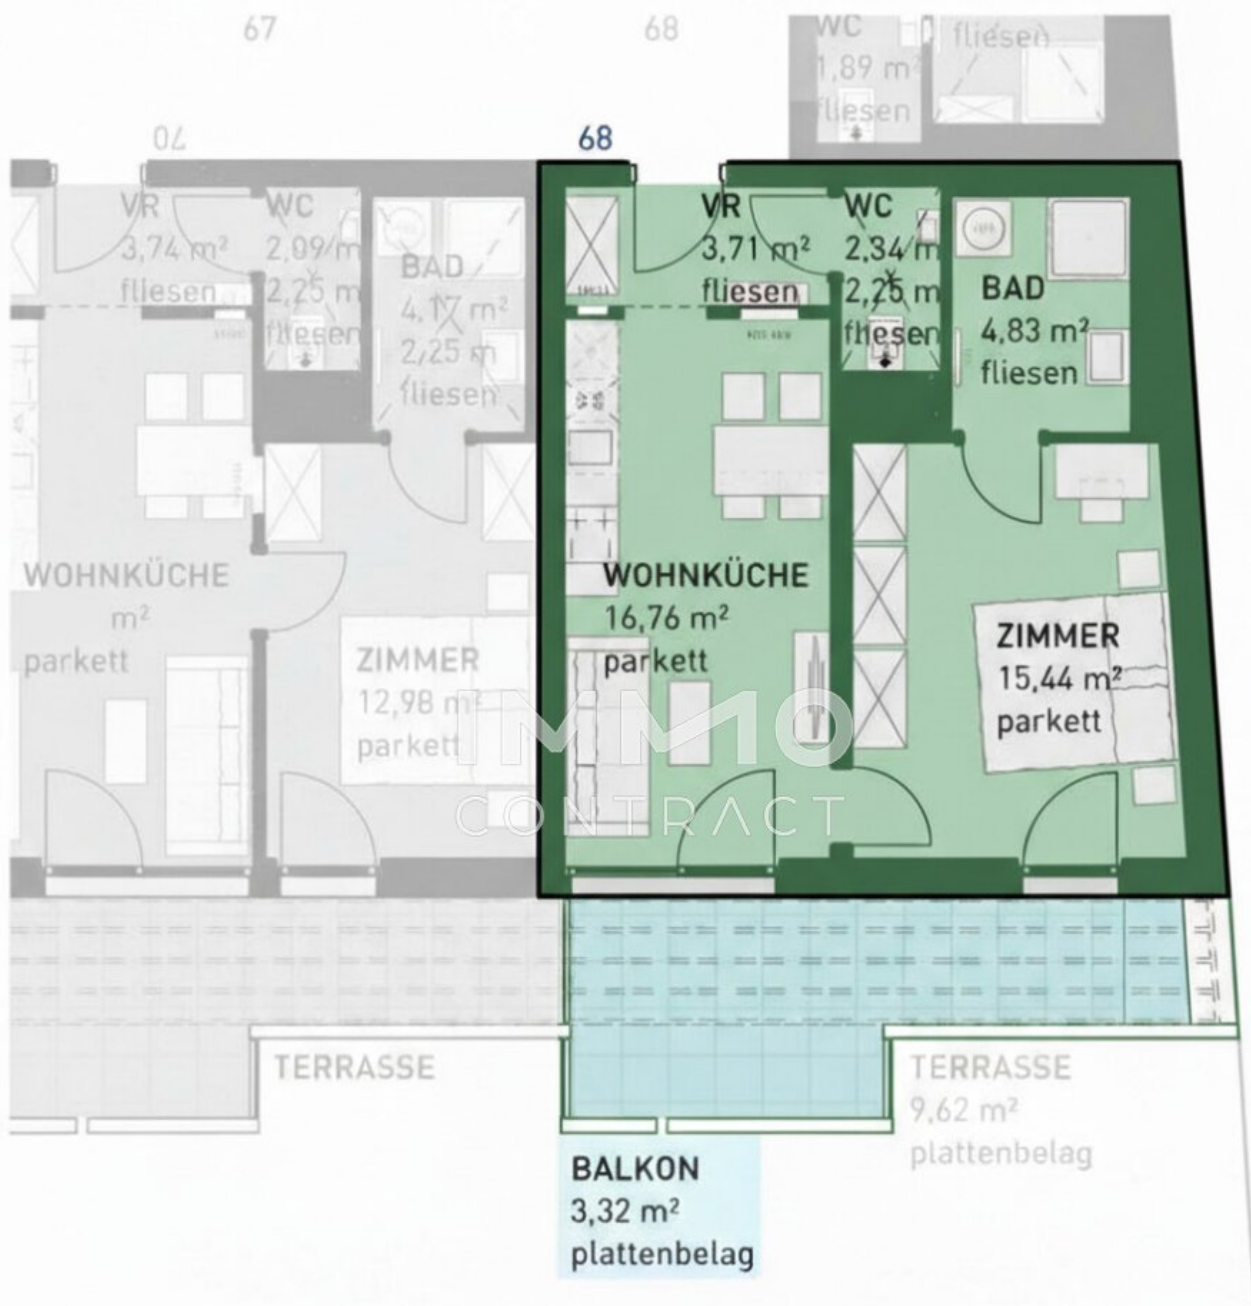 67
68
WC
1,89 m²
fliesen
fliesen
70
68
VR
3,74 m²
fliesen
WC
2,09 m
2,25 m
fliesen
BAD
4,17 m²
2,25 m
fliesen
VR
3,71 m²
fliesen
WC
2,34 m
2,25 m
fliesen
BAD
4,83 m²
fliesen
WOHNKÜCHE
m²
parkett
ZIMMER
12,98 m²
parkett
WOHNKÜCHE
16,76 m²
parkett
ZIMMER
15,44 m²
parkett
IMMO
CONTRACT
TERRASSE
TERRASSE
9,62 m²
plattenbelag
BALKON
3,32 m²
plattenbelag